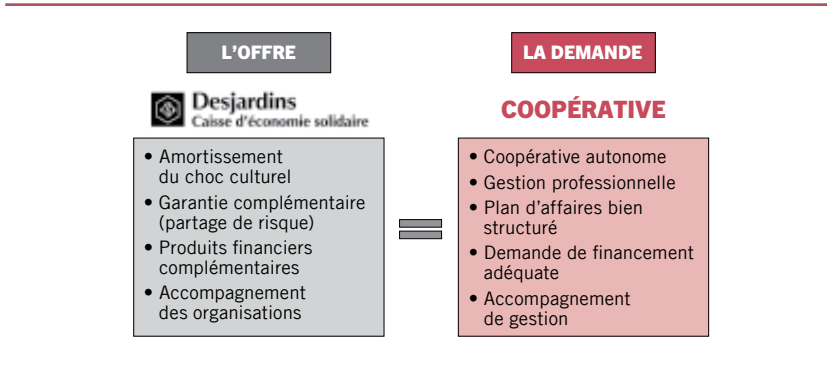 L'OFFRE
Desjardins
Caisse d'économie solidaire
• Amortissement
du choc culturel
• Garantie complémentaire
(partage de risque)
• Produits financiers
complémentaires
• Accompagnement
des organisations
LA DEMANDE
COOPÉRATIVE
• Coopérative autonome
• Gestion professionnelle
• Plan d'affaires bien
structuré
• Demande de financement
adéquate
• Accompagnement
de gestion